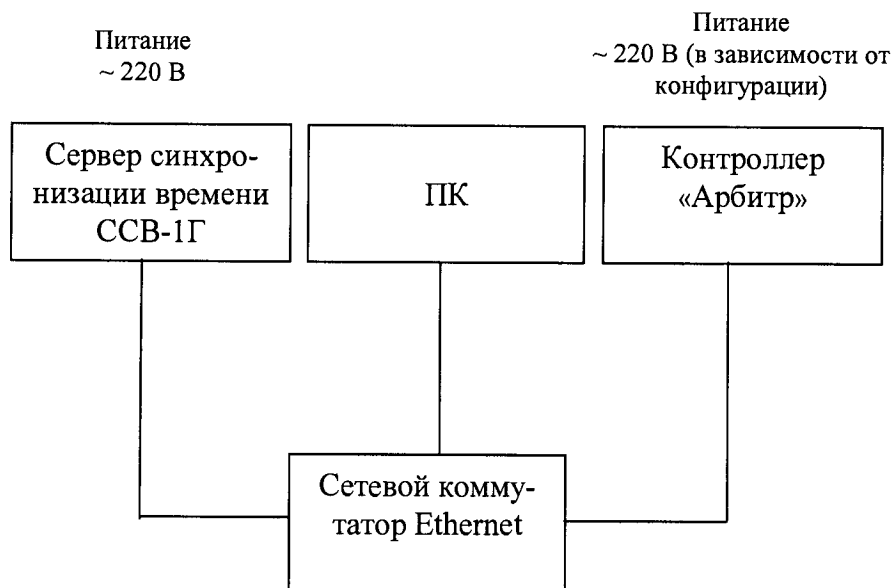 Питание
~ 220 В
Питание
~ 220 В (в зависимости от
конфигурации)
Сервер синхро-
низации времени
ССВ-1Г
ПК
Контроллер
«Арбитр»
Сетевой комму-
татор Ethernet